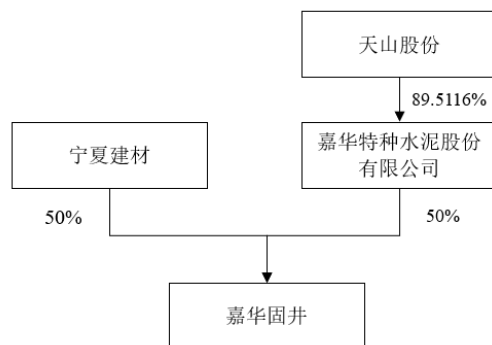 天山股份
89.5116%
宁夏建材
嘉华特种水泥股份
有限公司
50%
50%
嘉华固井